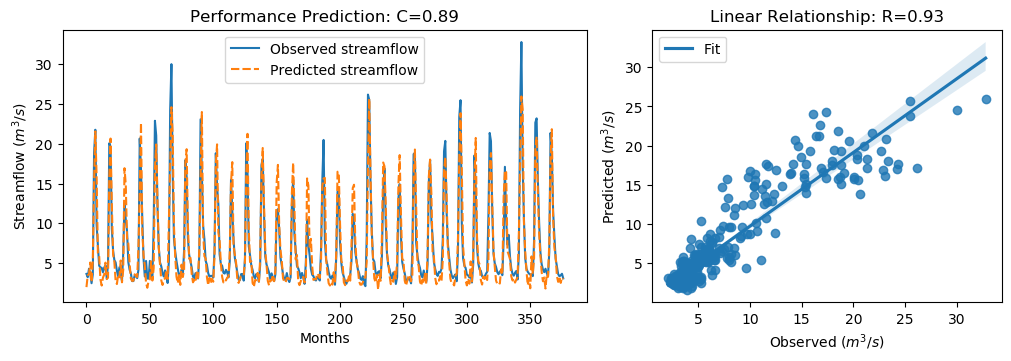 Performance Prediction: C=0.89
Observed streamflow
Predicted streamflow
Streamflow (m³/s)
30
25
20
15
10
5
0
50
100
150
200
250
300
350
Months
Linear Relationship: R=0.93
Fit
Predicted (m³/s)
30
25
20
15
10
5
5
10
15
20
25
30
Observed (m³/s)